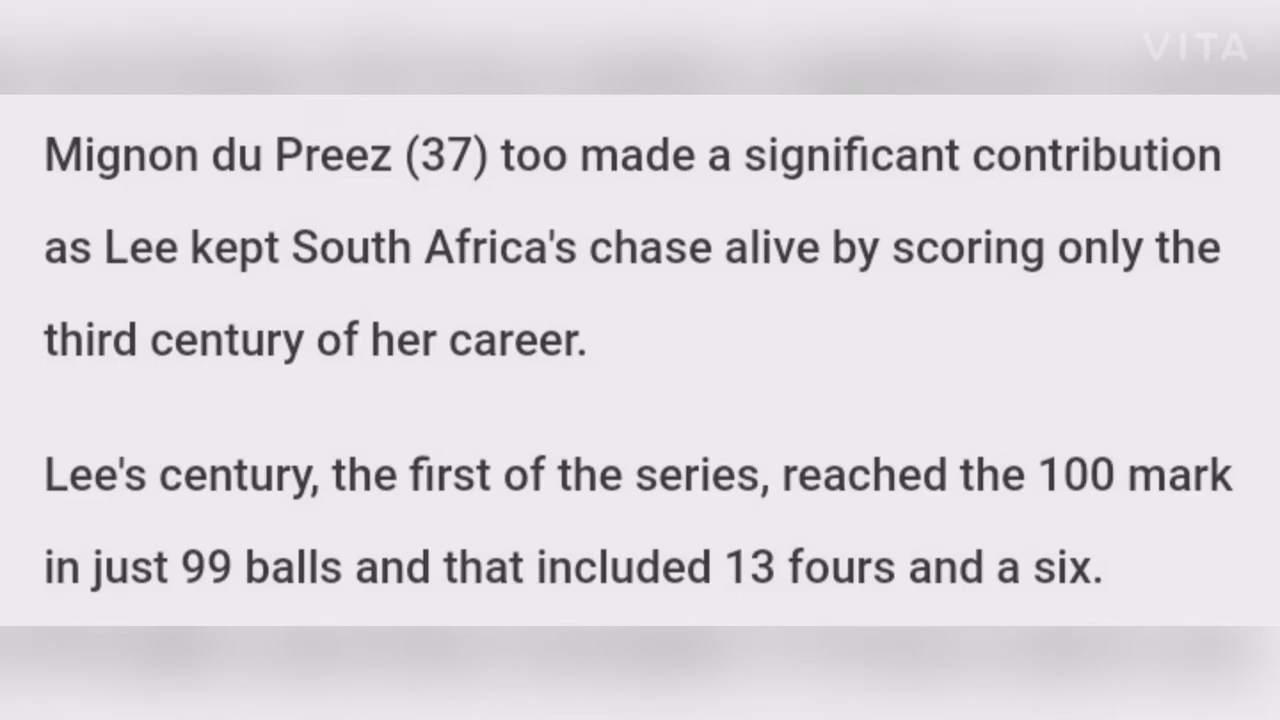 VITA
Mignon du Preez (37) too made a significant contribution
as Lee kept South Africa's chase alive by scoring only the
third century of her career.
Lee's century, the first of the series, reached the 100 mark
in just 99 balls and that included 13 fours and a six.